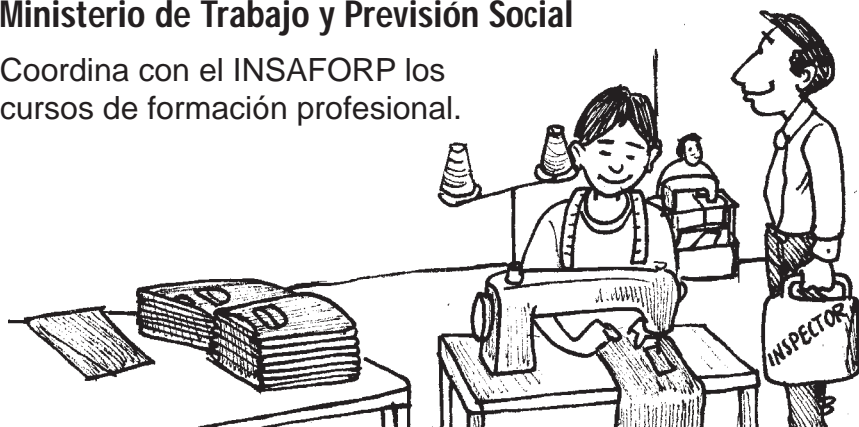 Ministerio de Trabajo y Previsión Social
Coordina con el INSAFORP los
cursos de formación profesional.
INSPECTOR